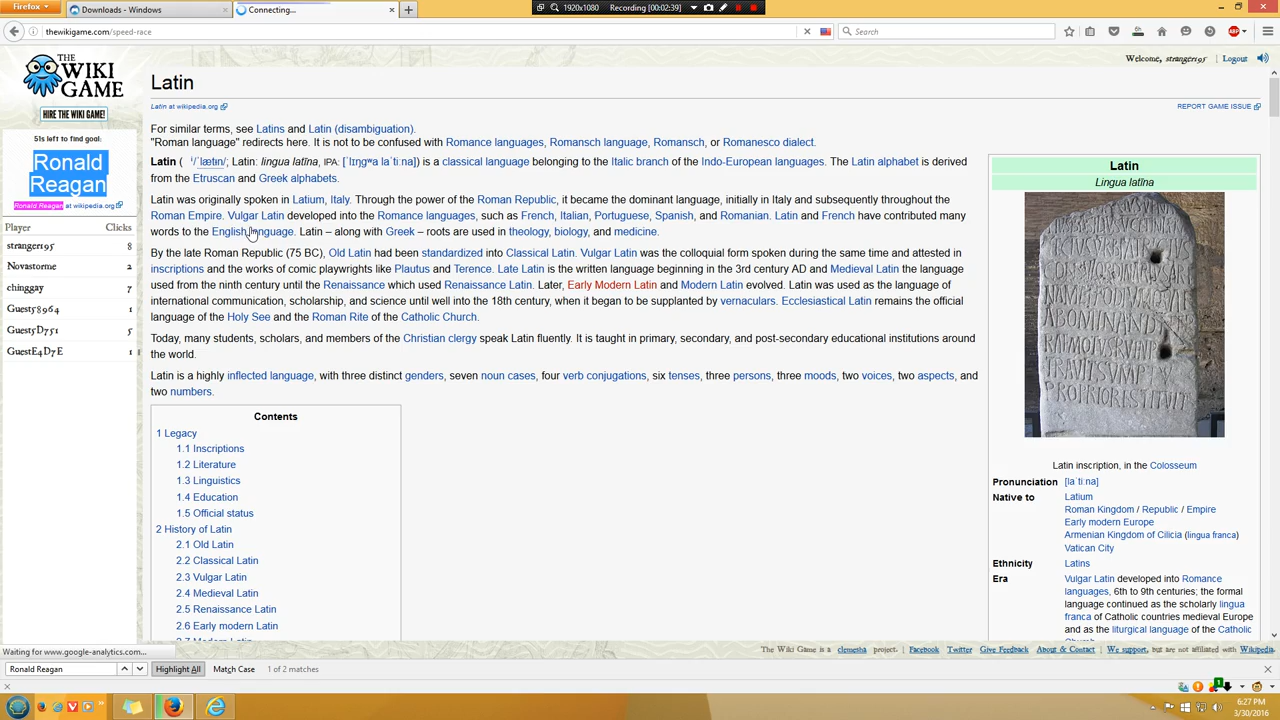 Firefox
Downloads - Windows
Connecting...
1920x1080
Recording [00:02:39]
thewikigame.com/speed-race
Search
ABP
THE
WIKI
GAME
HIRE THE WIKI GAME!
Welcome, stranger195
Logout
51s left to find goal:
Ronald
Reagan
Ronald Reagan at wikipedia.org
Player Clicks
stranger195 8
Novastorme 2
chinggay 7
Guest58964 1
Guest5D751 5
GuestE4D7E 1
Latin
Latin at wikipedia.org
REPORT GAME ISSUE
For similar terms, see Latins and Latin (disambiguation).
"Roman language" redirects here. It is not to be confused with Romance languages, Romansch language, Romansch, or Romanesco dialect.
Latin ( /ˈlætɪn/; Latin: lingua latīna, IPA: [ˈlɪŋɡʷa laˈtiːna]) is a classical language belonging to the Italic branch of the Indo-European languages. The Latin alphabet is derived
from the Etruscan and Greek alphabets.
Latin was originally spoken in Latium, Italy. Through the power of the Roman Republic, it became the dominant language, initially in Italy and subsequently throughout the
Roman Empire. Vulgar Latin developed into the Romance languages, such as French, Italian, Portuguese, Spanish, and Romanian. Latin and French have contributed many
words to the English language. Latin – along with Greek – roots are used in theology, biology, and medicine.
By the late Roman Republic (75 BC), Old Latin had been standardized into Classical Latin. Vulgar Latin was the colloquial form spoken during the same time and attested in
inscriptions and the works of comic playwrights like Plautus and Terence. Late Latin is the written language beginning in the 3rd century AD and Medieval Latin the language
used from the ninth century until the Renaissance which used Renaissance Latin. Later, Early Modern Latin and Modern Latin evolved. Latin was used as the language of
international communication, scholarship, and science until well into the 18th century, when it began to be supplanted by vernaculars. Ecclesiastical Latin remains the official
language of the Holy See and the Roman Rite of the Catholic Church.
Today, many students, scholars, and members of the Christian clergy speak Latin fluently. It is taught in primary, secondary, and post-secondary educational institutions around
the world.
Latin is a highly inflected language, with three distinct genders, seven noun cases, four verb conjugations, six tenses, three persons, three moods, two voices, two aspects, and
two numbers.
Contents
1 Legacy
1.1 Inscriptions
1.2 Literature
1.3 Linguistics
1.4 Education
1.5 Official status
2 History of Latin
2.1 Old Latin
2.2 Classical Latin
2.3 Vulgar Latin
2.4 Medieval Latin
2.5 Renaissance Latin
2.6 Early modern Latin
2.7 Modern Latin
Latin
Lingua latīna
Latin inscription, in the Colosseum
Pronunciation [laˈtiːna]
Native to Latium
Roman Kingdom / Republic / Empire
Early modern Europe
Armenian Kingdom of Cilicia (lingua franca)
Vatican City
Ethnicity Latins
Era Vulgar Latin developed into Romance
languages, 6th to 9th centuries; the formal
language continued as the scholarly lingua
franca of Catholic countries medieval Europe
and as the liturgical language of the Catholic
Church.
Waiting for www.google-analytics.com...
The Wiki Game is a clemesha project. | Facebook Twitter Give Feedback About & Contact | We support, but are not affiliated with Wikipedia.
Ronald Reagan
Highlight All
Match Case
1 of 2 matches
1
6:27 PM
3/30/2016